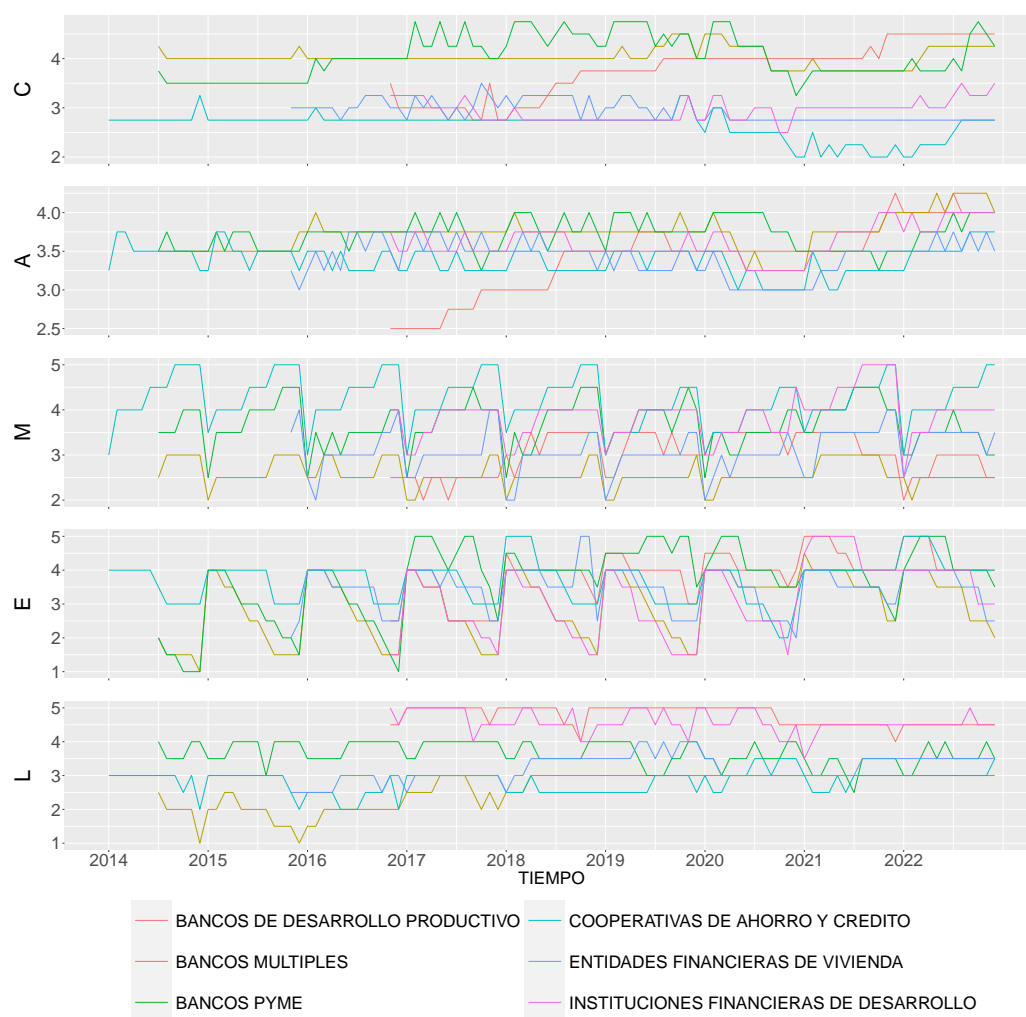 C
4
3
2
A
4.0
3.5
3.0
2.5
M
5
4
3
2
E
5
4
3
2
1
L
5
4
3
2
1
2014 2015 2016 2017 2018 2019 2020 2021 2022
TIEMPO
BANCOS DE DESARROLLO PRODUCTIVO
COOPERATIVAS DE AHORRO Y CREDITO
BANCOS MULTIPLES
ENTIDADES FINANCIERAS DE VIVIENDA
BANCOS PYME
INSTITUCIONES FINANCIERAS DE DESARROLLO